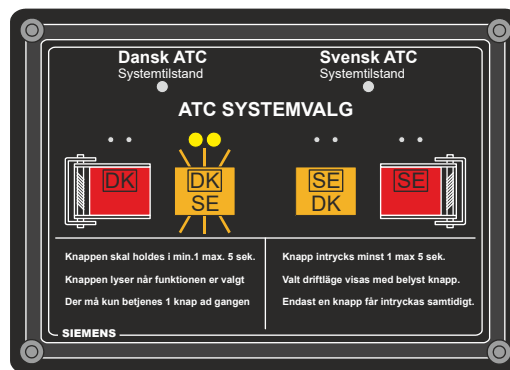 Dansk ATC
Systemtilstand
Svensk ATC
Systemtilstand
ATC SYSTEMVALG
DK
DK
SE
SE
DK
SE
Knappen skal holdes i min.1 max. 5 sek.
Knappen lyser når funktionen er valgt
Der må kun betjenes 1 knap ad gangen
Knapp intrycks minst 1 max 5 sek.
Valt driftläge visas med belyst knapp.
Endast en knapp får intryckas samtidigt.
SIEMENS